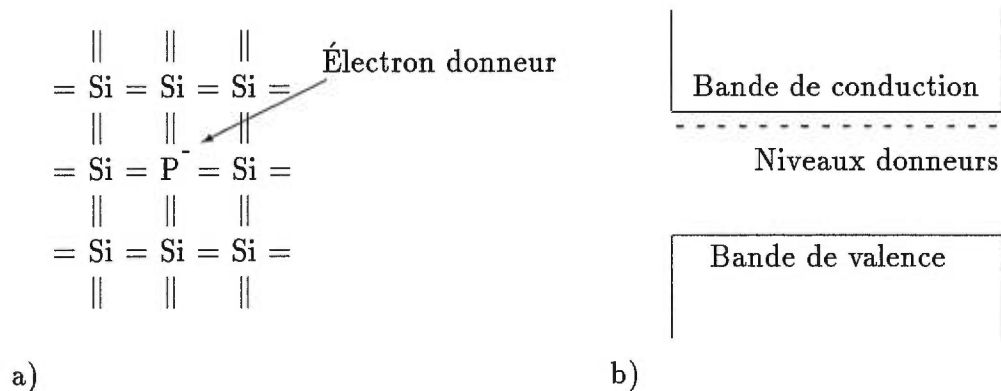 || || ||
Électron donneur
= Si = Si = Si =
|| || ||
= Si = P⁻ = Si =
|| || ||
= Si = Si = Si =
|| || ||
a)
Bande de conduction
Niveaux donneurs
Bande de valence
b)